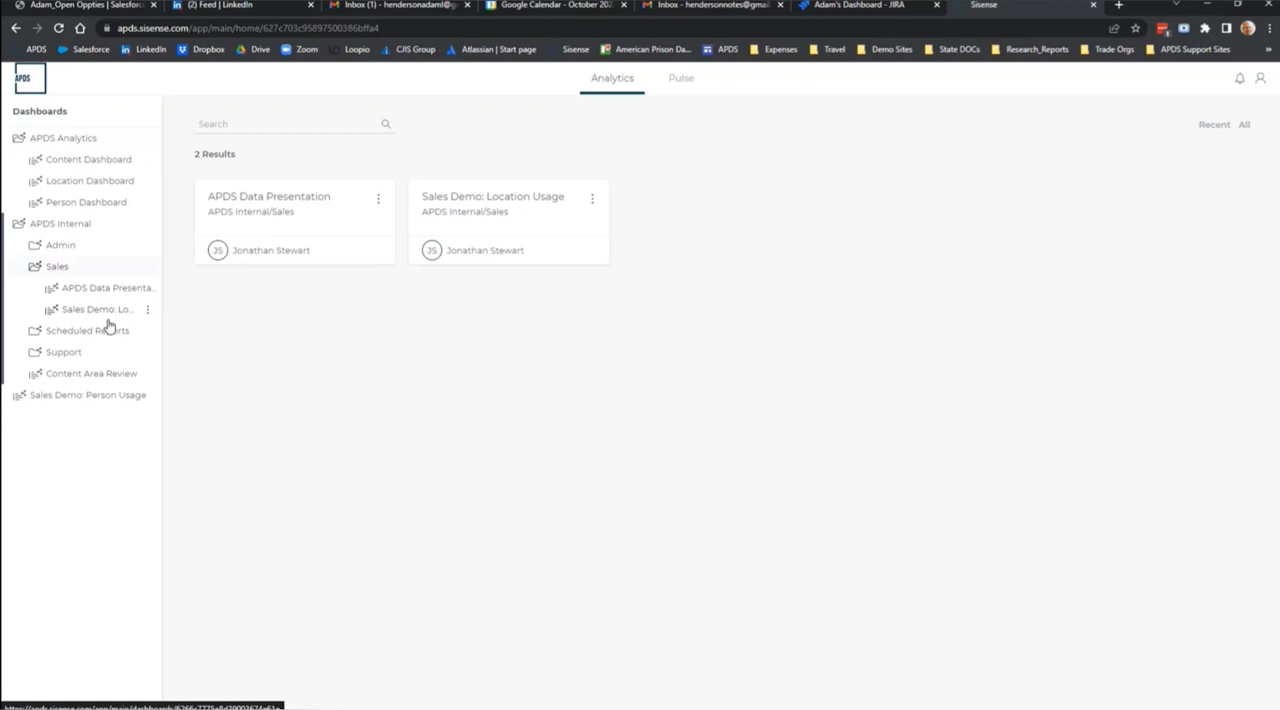 Adam_Open Oppties | Salesforc
(2) Feed | LinkedIn
Inbox (1) - hendersonadaml@g
Google Calendar - October 202
Inbox - hendersonnotes@gmail
Adam's Dashboard - JIRA
Sisense
apds.sisense.com/app/main/home/627c703c95897500386bffa4
APDS
Salesforce
LinkedIn
Dropbox
Drive
Zoom
Loopio
CJIS Group
Atlassian | Start page
Sisense
American Prison Da...
APDS
Expenses
Travel
Demo Sites
State DOCs
Research_Reports
Trade Orgs
APDS Support Sites
»
APDS
Analytics
Pulse
Dashboards
APDS Analytics
Content Dashboard
Location Dashboard
Person Dashboard
APDS Internal
Admin
Sales
APDS Data Presenta...
Sales Demo: Lo...
Scheduled Reports
Support
Content Area Review
Sales Demo: Person Usage
Search
Recent
All
2 Results
APDS Data Presentation
APDS Internal/Sales
JS
Jonathan Stewart
Sales Demo: Location Usage
APDS Internal/Sales
JS
Jonathan Stewart